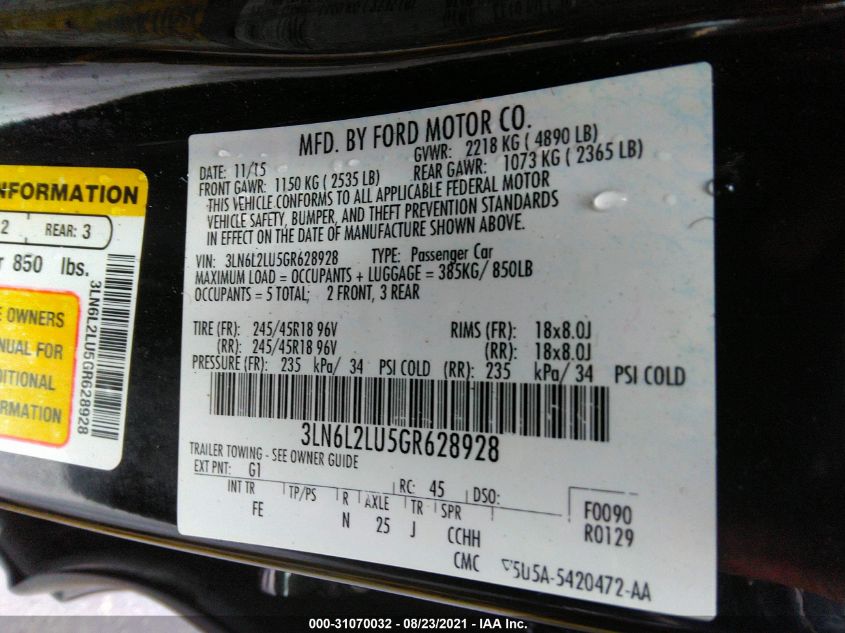 MFD. BY FORD MOTOR CO.
DATE: 11/15 GVWR: 2218 KG ( 4890 LB)
FRONT GAWR: 1150 KG ( 2535 LB) REAR GAWR: 1073 KG ( 2365 LB)
THIS VEHICLE CONFORMS TO ALL APPLICABLE FEDERAL MOTOR
VEHICLE SAFETY, BUMPER, AND THEFT PREVENTION STANDARDS
IN EFFECT ON THE DATE OF MANUFACTURE SHOWN ABOVE.
VIN: 3LN6L2LU5GR628928 TYPE: Passenger Car
MAXIMUM LOAD = OCCUPANTS + LUGGAGE = 385KG/ 850LB
OCCUPANTS = 5 TOTAL; 2 FRONT, 3 REAR
TIRE (FR): 245/45R18 96V RIMS (FR): 18x8.0J
(RR): 245/45R18 96V (RR): 18x8.0J
PRESSURE (FR): 235 kPa/ 34 PSI COLD (RR): 235 kPa/ 34 PSI COLD
3LN6L2LU5GR628928
TRAILER TOWING - SEE OWNER GUIDE
EXT PNT: G1 RC: 45 DSO:
INT TR TP/PS R AXLE TR SPR F0090
FE N 25 J CCHH R0129
CMC 5U5A-5420472-AA
NFORMATION
2 REAR: 3
850 lbs.
OWNERS
FOR
3LN6L2LU5GR628928
000-31070032 - 08/23/2021 - IAA Inc.